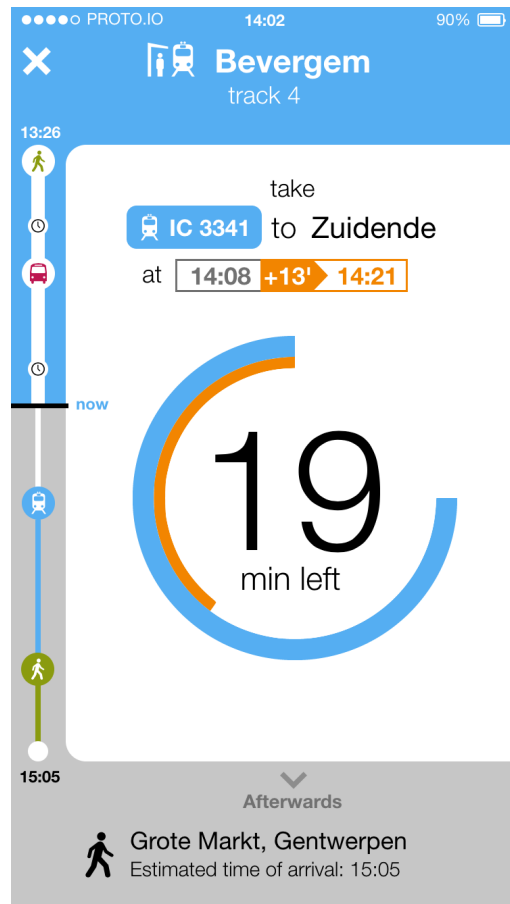 PROTO.IO 14:02 90%
Bevergem
track 4
13:26
take
IC 3341 to Zuidende
at 14:08 +13' 14:21
now
19
min left
15:05
Afterwards
Grote Markt, Gentwerpen
Estimated time of arrival: 15:05